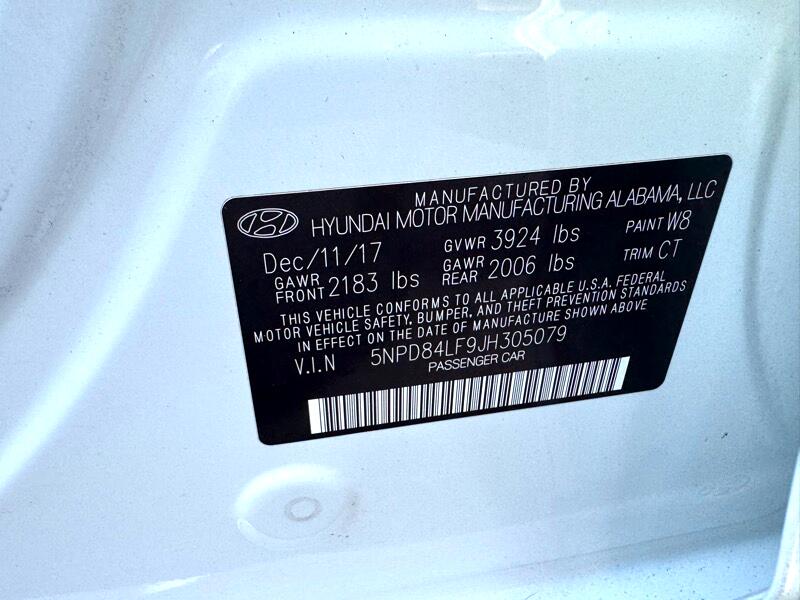 MANUFACTURED BY
HYUNDAI MOTOR MANUFACTURING ALABAMA, LLC
Dec/11/17 GVWR 3924 lbs PAINT W8
GAWR FRONT 2183 lbs GAWR REAR 2006 lbs TRIM CT
THIS VEHICLE CONFORMS TO ALL APPLICABLE U.S.A. FEDERAL
MOTOR VEHICLE SAFETY, BUMPER, AND THEFT PREVENTION STANDARDS
IN EFFECT ON THE DATE OF MANUFACTURE SHOWN ABOVE
V.I.N 5NPD84LF9JH305079
PASSENGER CAR